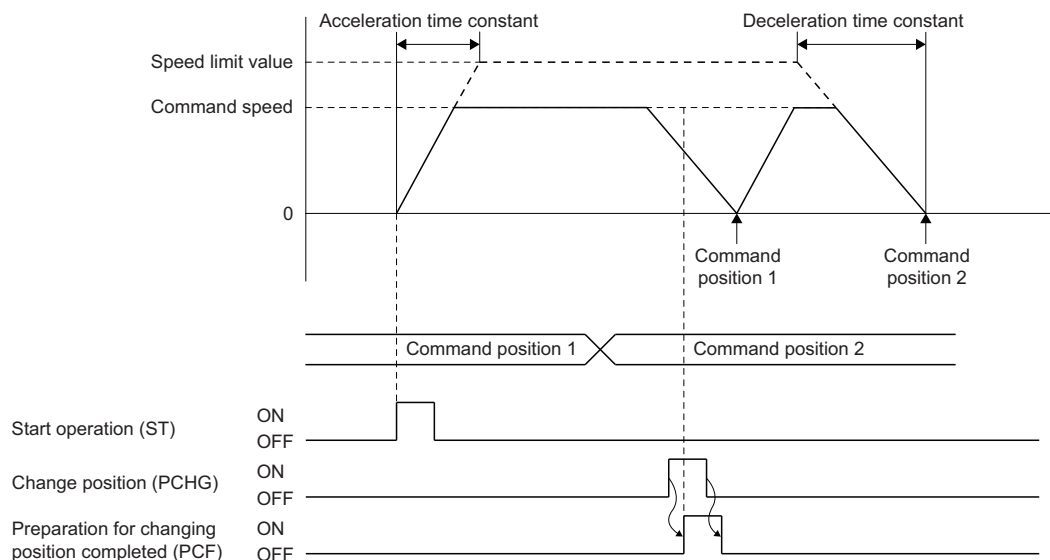 Acceleration time constant
Deceleration time constant
Speed limit value
Command speed
0
Command
position 1
Command
position 2
Command position 1
Command position 2
Start operation (ST)
ON
OFF
Change position (PCHG)
ON
OFF
Preparation for changing
position completed (PCF)
ON
OFF